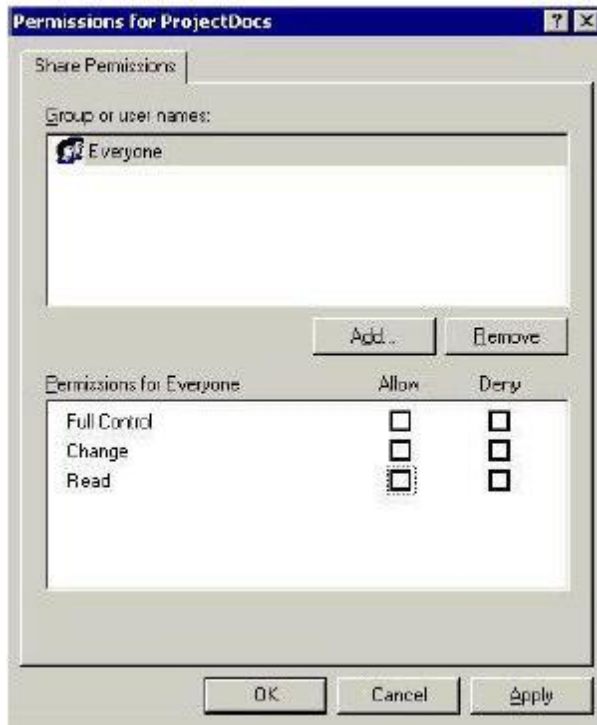 Permissions for ProjectDocs
Share Permissions
Group or user names:
Everyone
Add...
Remove
Permissions for Everyone Allow Deny
Full Control
Change
Read
OK Cancel Apply